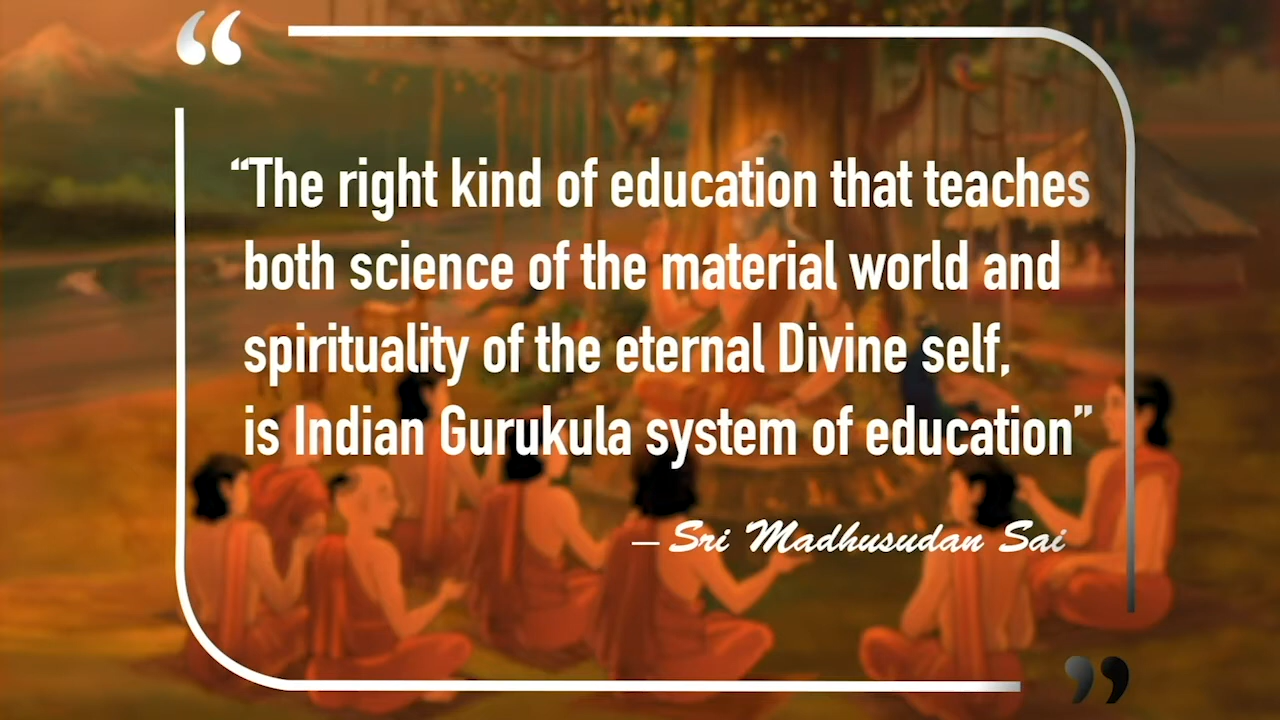 “The right kind of education that teaches
both science of the material world and
spirituality of the eternal Divine self,
is Indian Gurukula system of education”
— Sri Madhusudan Sai